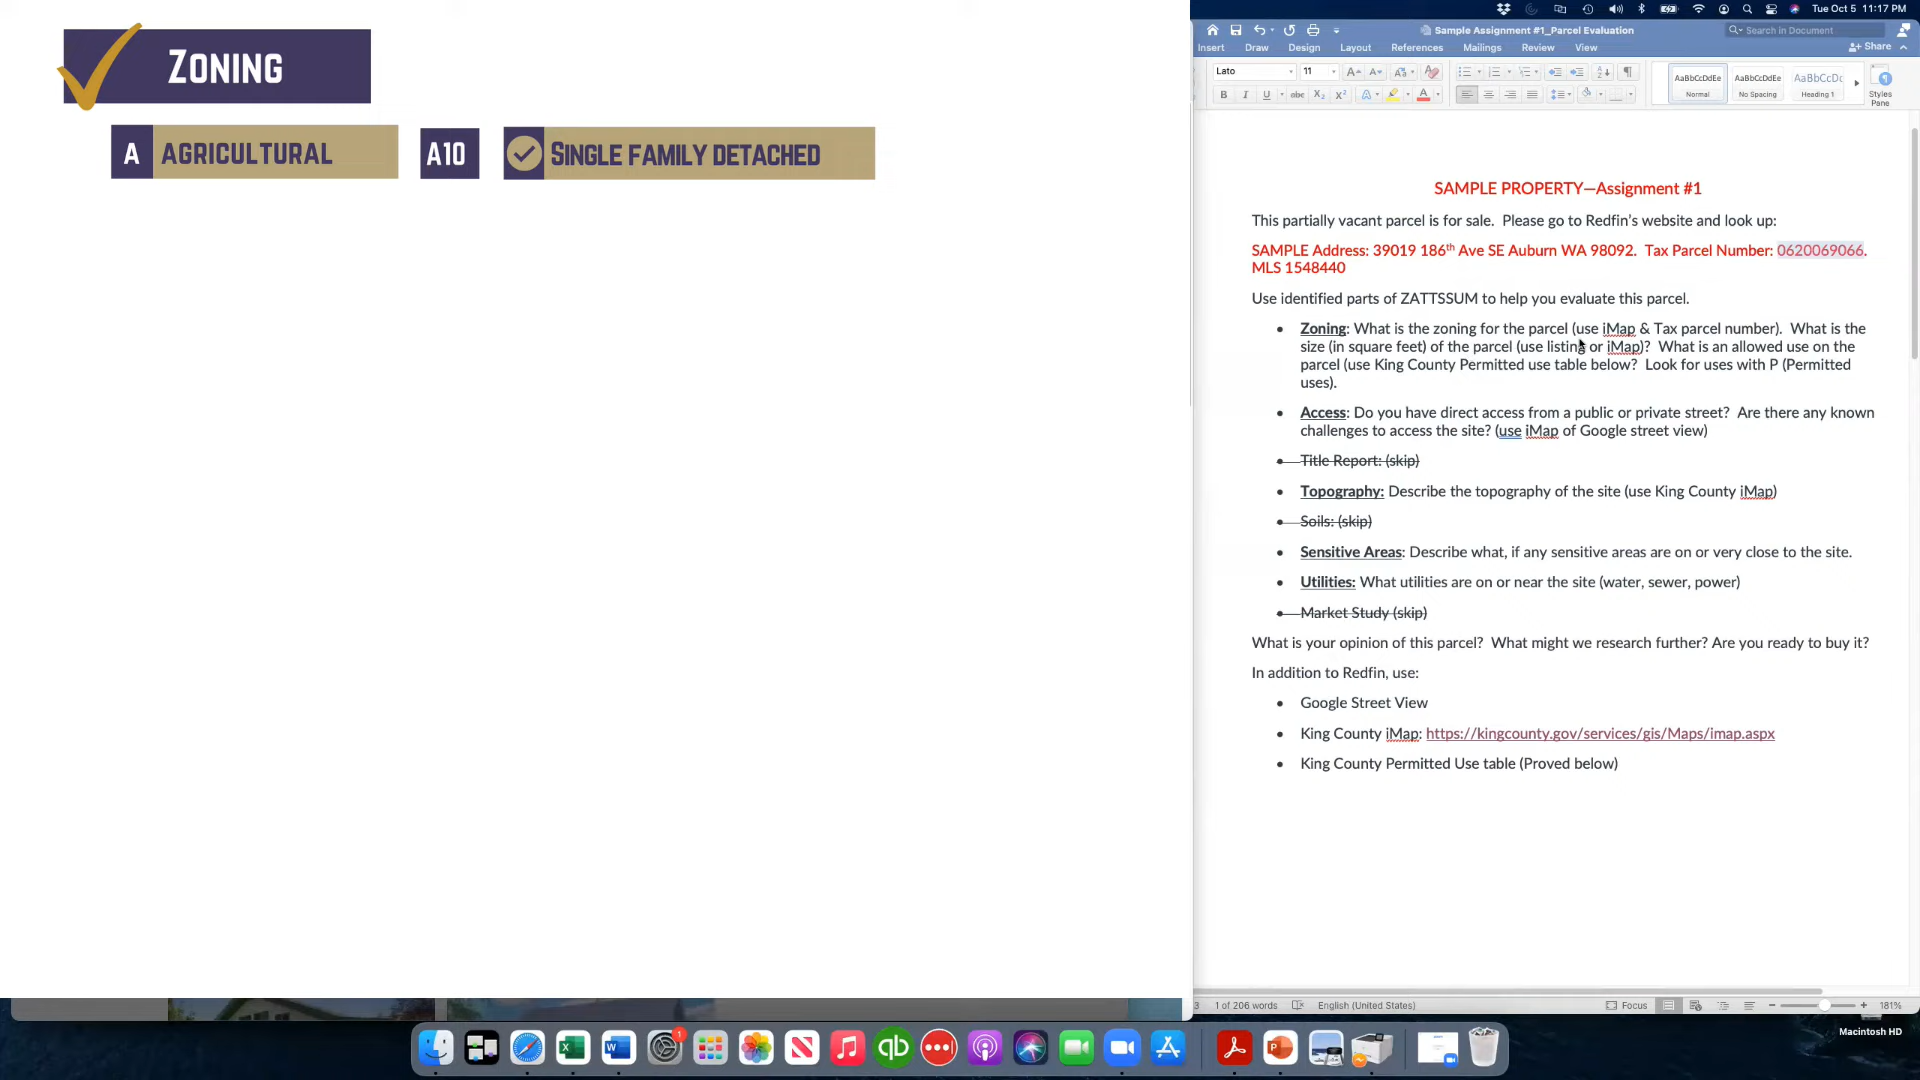 ZONING
A AGRICULTURAL A10 SINGLE FAMILY DETACHED
Tue Oct 5 11:17 PM
Sample Assignment #1_Parcel Evaluation
Search in Document
Insert Draw Design Layout References Mailings Review View
Share
Lato 11
AaBbCcDdEe AaBbCcDdEe AaBbCcDc
Normal No Spacing Heading 1
Styles
Pane
SAMPLE PROPERTY—Assignment #1
This partially vacant parcel is for sale. Please go to Redfin's website and look up:
SAMPLE Address: 39019 186th Ave SE Auburn WA 98092. Tax Parcel Number: 0620069066.
MLS 1548440
Use identified parts of ZATTSSUM to help you evaluate this parcel.
• Zoning: What is the zoning for the parcel (use iMap & Tax parcel number). What is the
size (in square feet) of the parcel (use listing or iMap)? What is an allowed use on the
parcel (use King County Permitted use table below? Look for uses with P (Permitted
uses).
• Access: Do you have direct access from a public or private street? Are there any known
challenges to access the site? (use iMap of Google street view)
• Title Report: (skip)
• Topography: Describe the topography of the site (use King County iMap)
• Soils: (skip)
• Sensitive Areas: Describe what, if any sensitive areas are on or very close to the site.
• Utilities: What utilities are on or near the site (water, sewer, power)
• Market Study (skip)
What is your opinion of this parcel? What might we research further? Are you ready to buy it?
In addition to Redfin, use:
• Google Street View
• King County iMap: https://kingcounty.gov/services/gis/Maps/imap.aspx
• King County Permitted Use table (Proved below)
3 1 of 206 words English (United States) Focus 181%
Macintosh HD